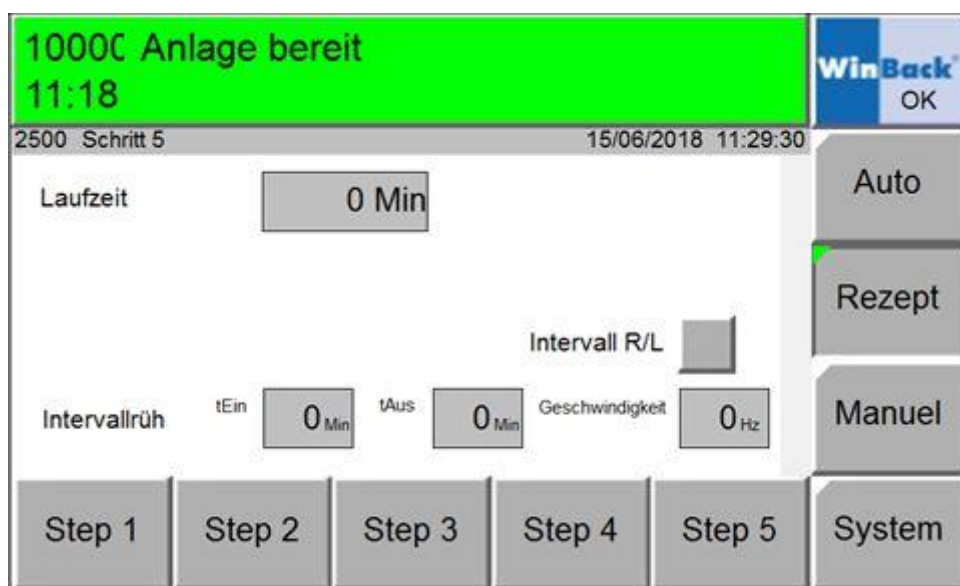 10000 Anlage bereit
11:18
WinBack
OK
2500 Schritt 5 15/06/2018 11:29:30
Auto
Laufzeit 0 Min
Rezept
Intervall R/L
Intervallrüh tEin 0 Min tAus 0 Min Geschwindigkeit 0 Hz
Manuel
Step 1 Step 2 Step 3 Step 4 Step 5 System